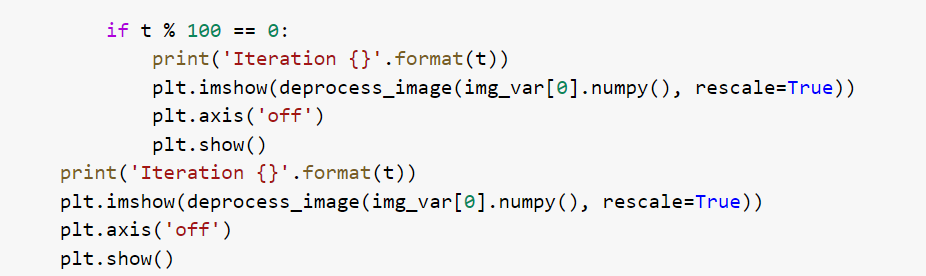 if t % 100 == 0:
print('Iteration {}'.format(t))
plt.imshow(deprocess_image(img_var[0].numpy(), rescale=True))
plt.axis('off')
plt.show()
print('Iteration {}'.format(t))
plt.imshow(deprocess_image(img_var[0].numpy(), rescale=True))
plt.axis('off')
plt.show()